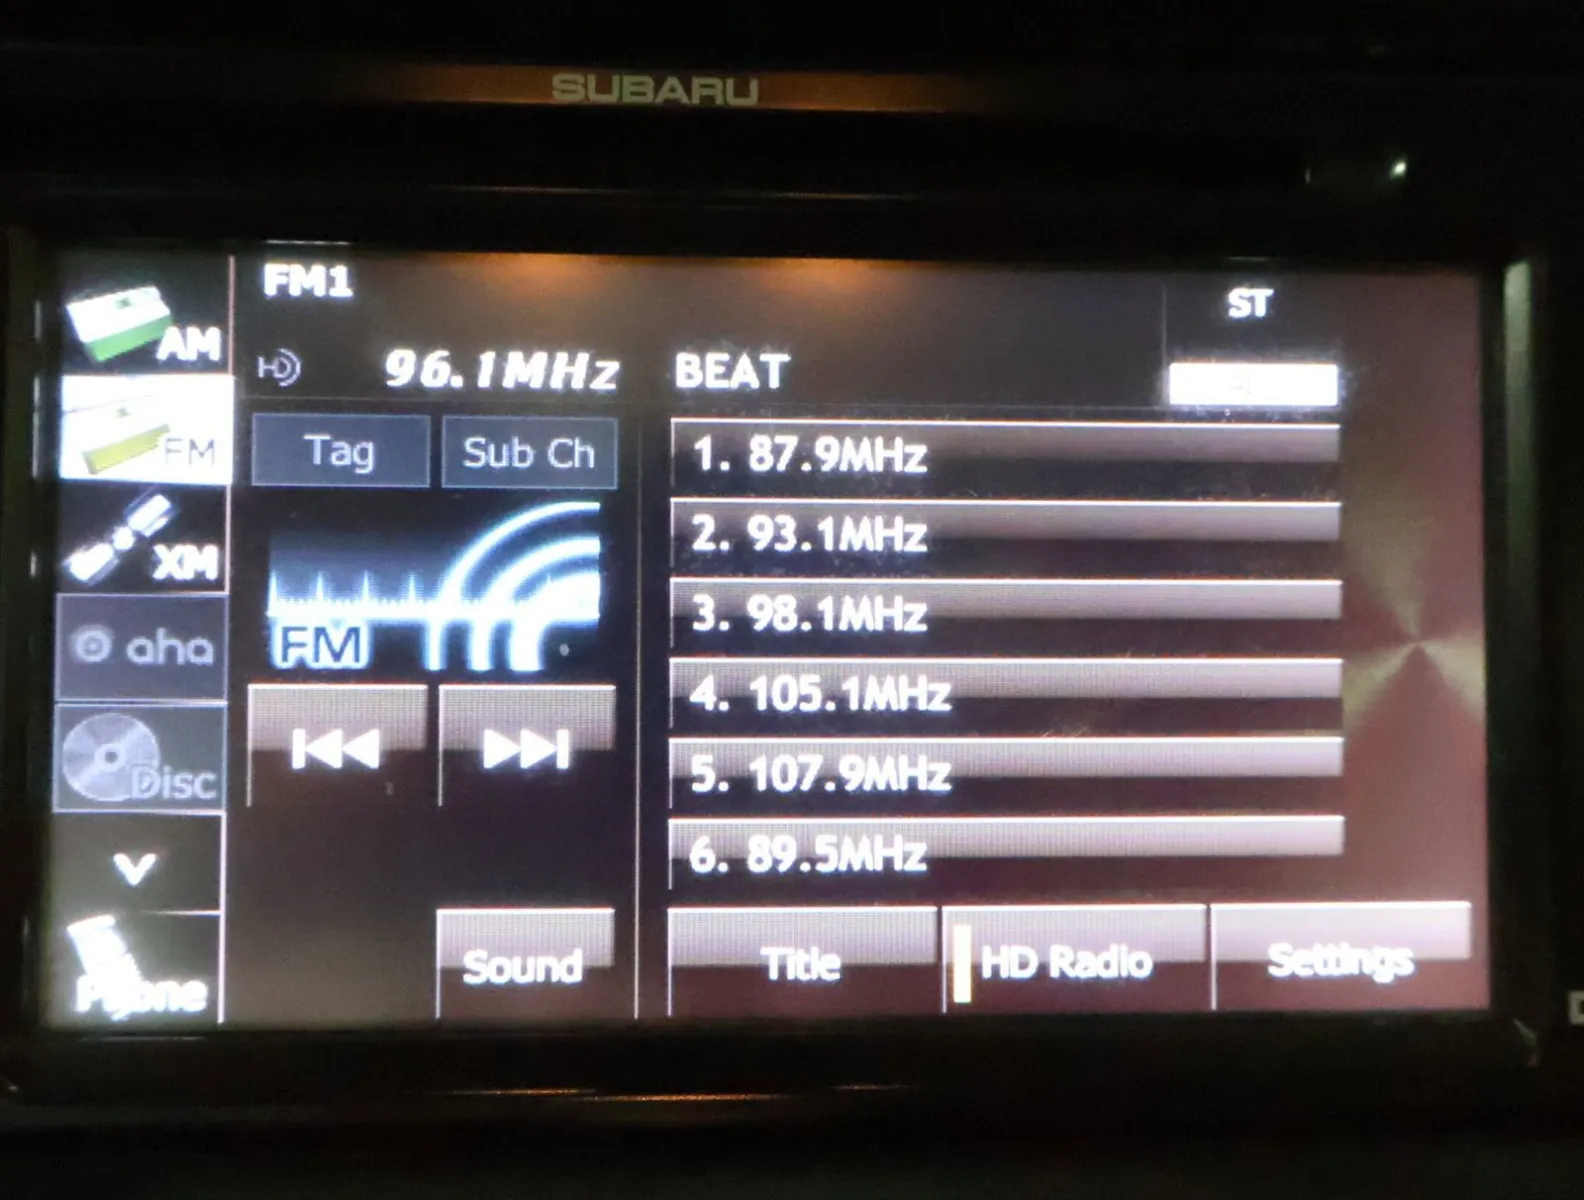 SUBARU
FM1
ST
AM
96.1MHz
BEAT
FM
Tag
Sub Ch
1. 87.9MHz
2. 93.1MHz
XM
3. 98.1MHz
aha
FM
4. 105.1MHz
Disc
5. 107.9MHz
6. 89.5MHz
Phone
Sound
Title
HD Radio
Settings